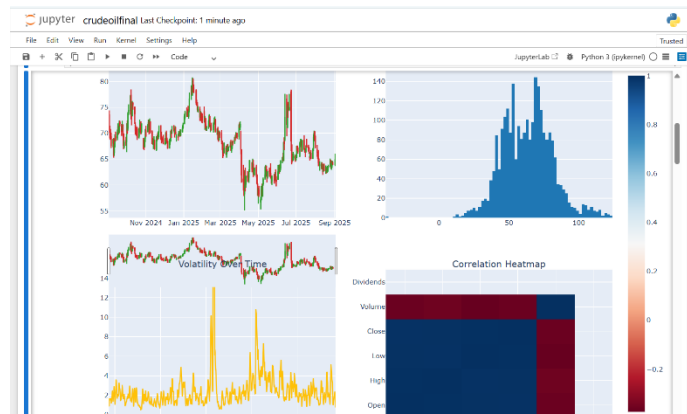 jupyter crudeoilfinal Last Checkpoint: 1 minute ago
File Edit View Run Kernel Settings Help Trusted
Code JupyterLab Python 3 (ipykernel)
80
75
70
65
60
55
Nov 2024 Jan 2025 Mar 2025 May 2025 Jul 2025 Sep 2025
140
120
100
80
60
40
20
0
0 50 100
1
0.8
0.6
0.4
0.2
0
−0.2
Volatility Over Time
14
12
10
8
6
4
2
0
Correlation Heatmap
Dividends
Volume
Close
Low
High
Open